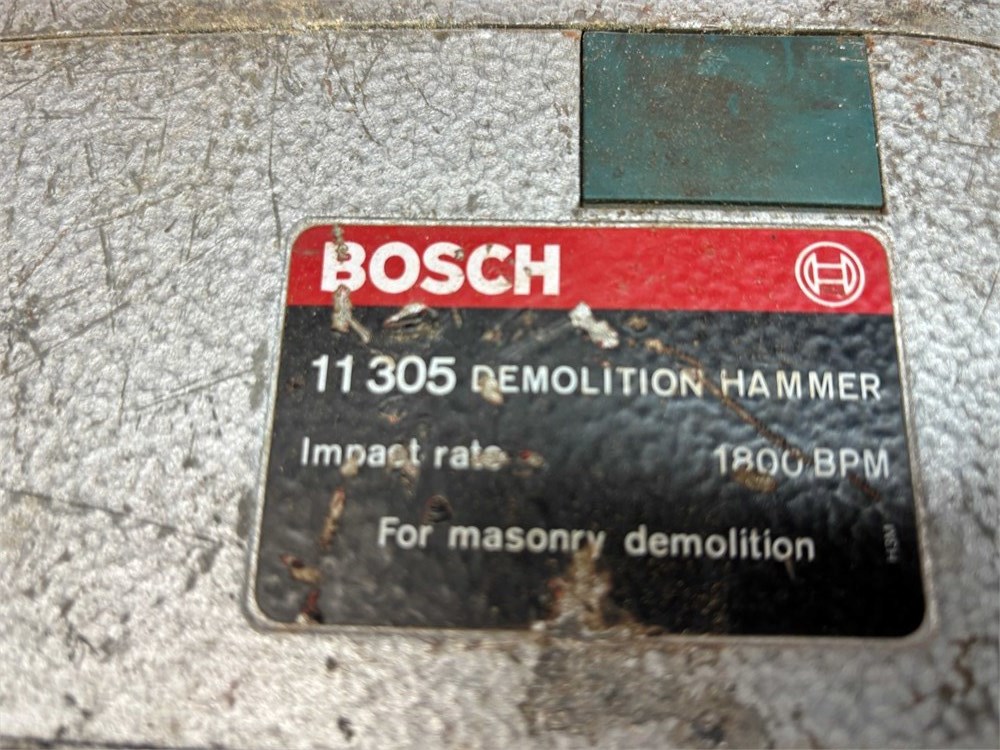 BOSCH
11 305 DEMOLITION HAMMER
Impact rate 1800 BPM
For masonry demolition